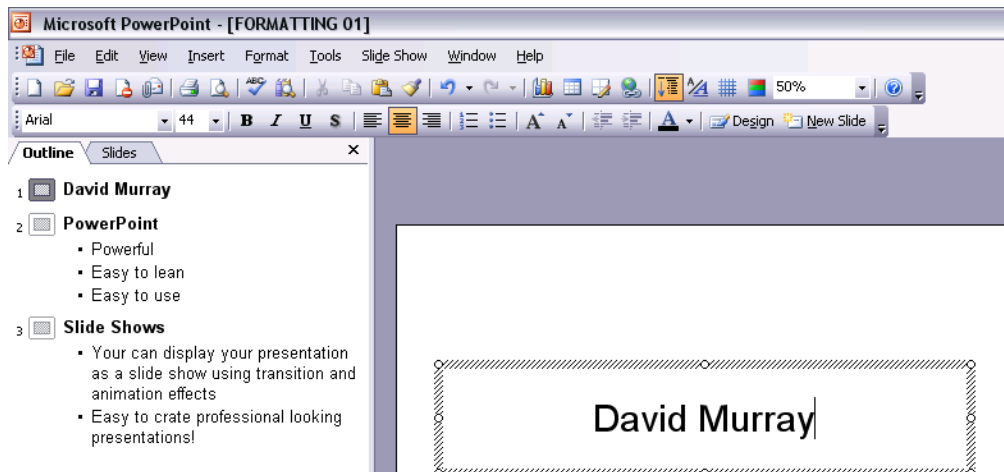 Microsoft PowerPoint - [FORMATTING 01]
File Edit View Insert Format Tools Slide Show Window Help
ABC 50%
Arial 44 B I U S A A A Design New Slide
Outline Slides
1 David Murray
2 PowerPoint
▪ Powerful
▪ Easy to lean
▪ Easy to use
3 Slide Shows
▪ Your can display your presentation
as a slide show using transition and
animation effects
▪ Easy to crate professional looking
presentations!
David Murray